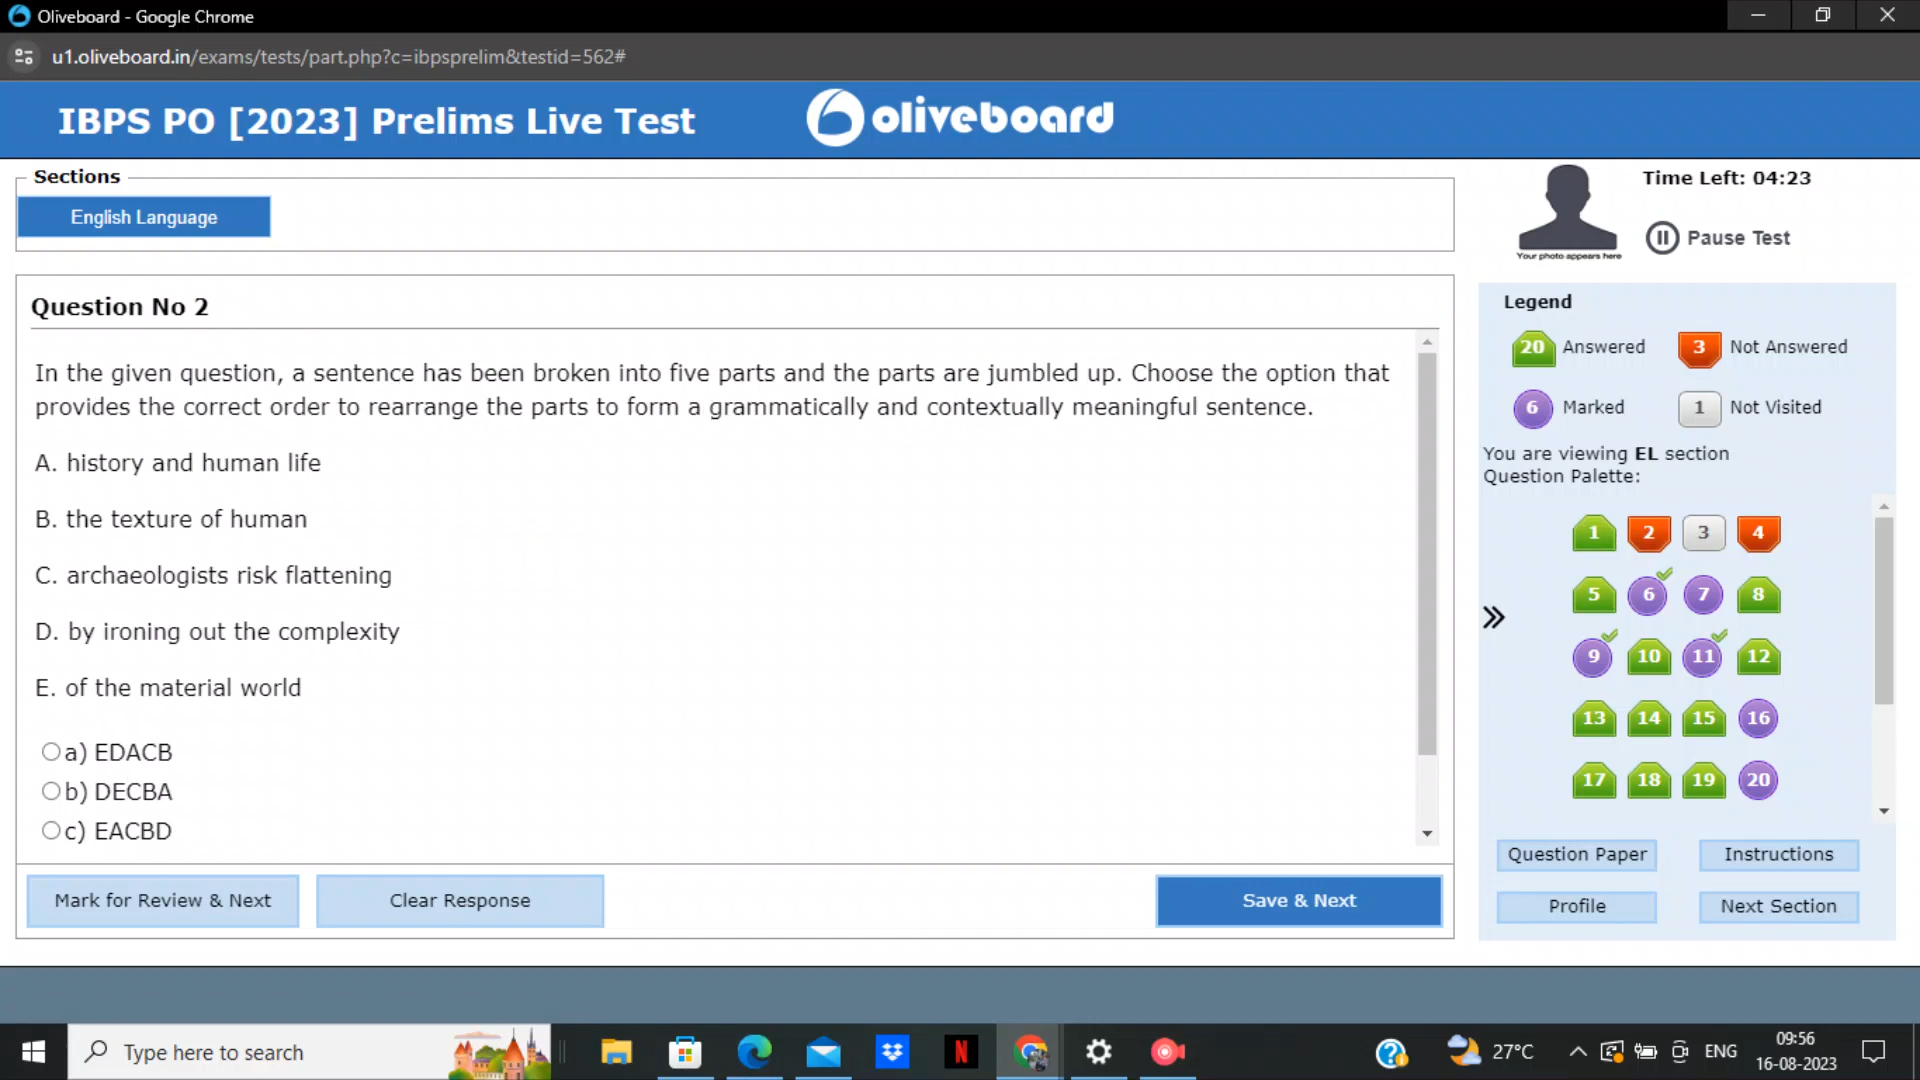 Oliveboard - Google Chrome
u1.oliveboard.in/exams/tests/part.php?c=ibpsprelim&testid=562#
IBPS PO [2023] Prelims Live Test
oliveboard
Sections
English Language
Your photo appears here
Time Left: 04:23
Pause Test
Question No 2
In the given question, a sentence has been broken into five parts and the parts are jumbled up. Choose the option that
provides the correct order to rearrange the parts to form a grammatically and contextually meaningful sentence.
A. history and human life
B. the texture of human
C. archaeologists risk flattening
D. by ironing out the complexity
E. of the material world
a) EDACB
b) DECBA
c) EACBD
Mark for Review & Next
Clear Response
Save & Next
Legend
20 Answered
3 Not Answered
6 Marked
1 Not Visited
You are viewing EL section
Question Palette:
1 2 3 4
5 6 7 8
9 10 11 12
13 14 15 16
17 18 19 20
Question Paper
Instructions
Profile
Next Section
Type here to search
27°C
ENG
09:56
16-08-2023